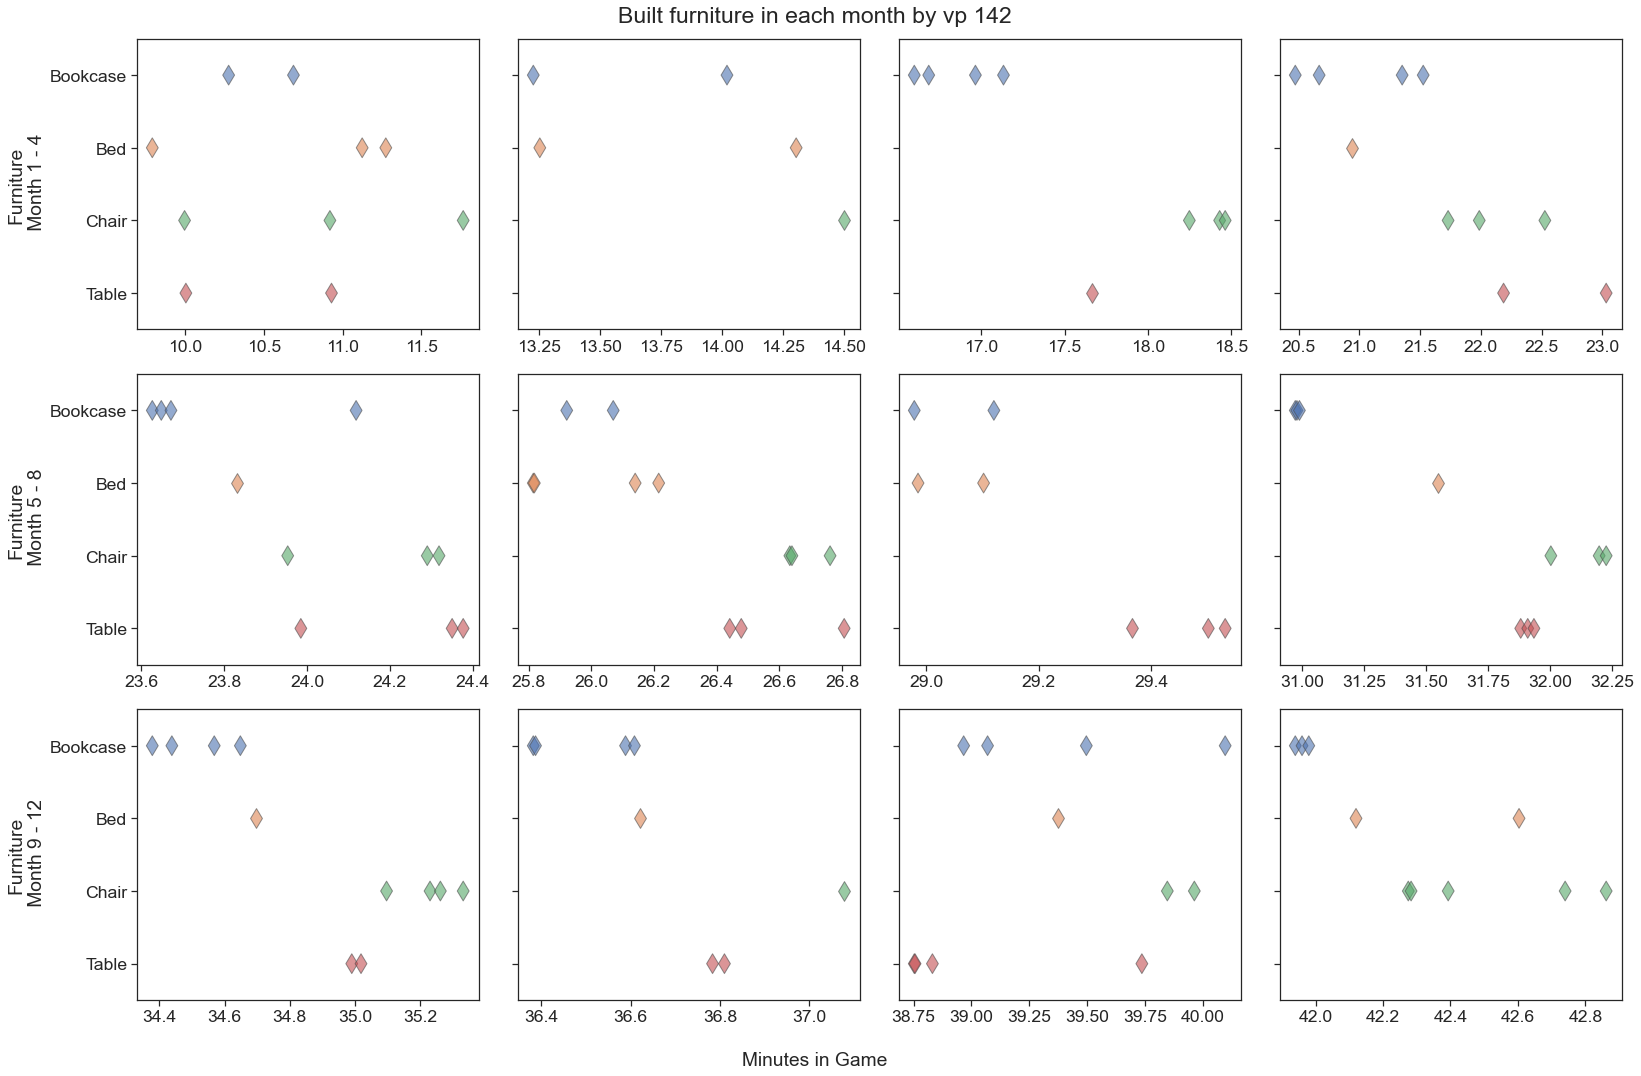 Built furniture in each month by vp 142
Furniture
Month 1 - 4
Bookcase
Bed
Chair
Table
10.0 10.5 11.0 11.5
13.25 13.50 13.75 14.00 14.25 14.50
17.0 17.5 18.0 18.5
20.5 21.0 21.5 22.0 22.5 23.0
Furniture
Month 5 - 8
Bookcase
Bed
Chair
Table
23.6 23.8 24.0 24.2 24.4
25.8 26.0 26.2 26.4 26.6 26.8
29.0 29.2 29.4
31.00 31.25 31.50 31.75 32.00 32.25
Furniture
Month 9 - 12
Bookcase
Bed
Chair
Table
34.4 34.6 34.8 35.0 35.2
36.4 36.6 36.8 37.0
38.75 39.00 39.25 39.50 39.75 40.00
42.0 42.2 42.4 42.6 42.8
Minutes in Game